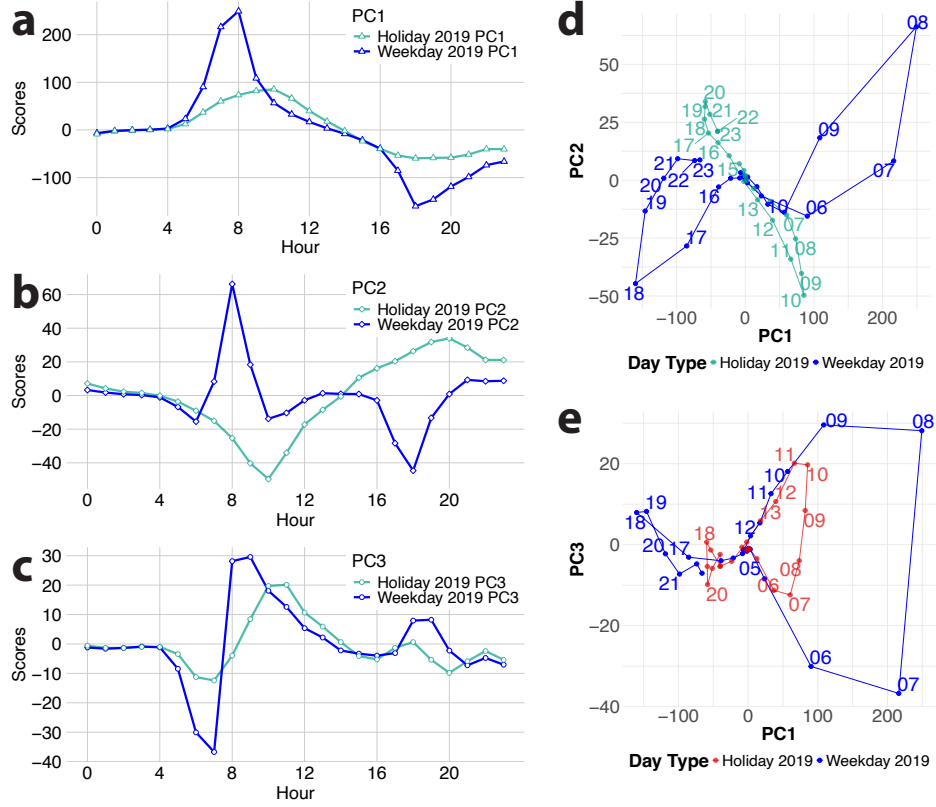 a
PC1
Holiday 2019 PC1
Weekday 2019 PC1
200
100
0
−100
Scores
0 4 8 12 16 20
Hour
b
PC2
Holiday 2019 PC2
Weekday 2019 PC2
60
40
20
0
−20
−40
Scores
0 4 8 12 16 20
Hour
c
PC3
Holiday 2019 PC3
Weekday 2019 PC3
30
20
10
0
−10
−20
−30
−40
Scores
0 4 8 12 16 20
Hour
d
08
50
20
19 21 22
25
18 23
09
17
16
21
15
07
22 23
PC2
0
20
16
19
13
10 06
12
07
17
11 08
−25
18
09
10
−50
−100 0 100 200
PC1
Day Type Holiday 2019 Weekday 2019
e
09
08
11
20
10
10
11
12
19
13
09
18
18
12
PC3
0
17
20
05
08
21
06
20
07
−20
06
07
−40
−100 0 100 200
PC1
Day Type Holiday 2019 Weekday 2019